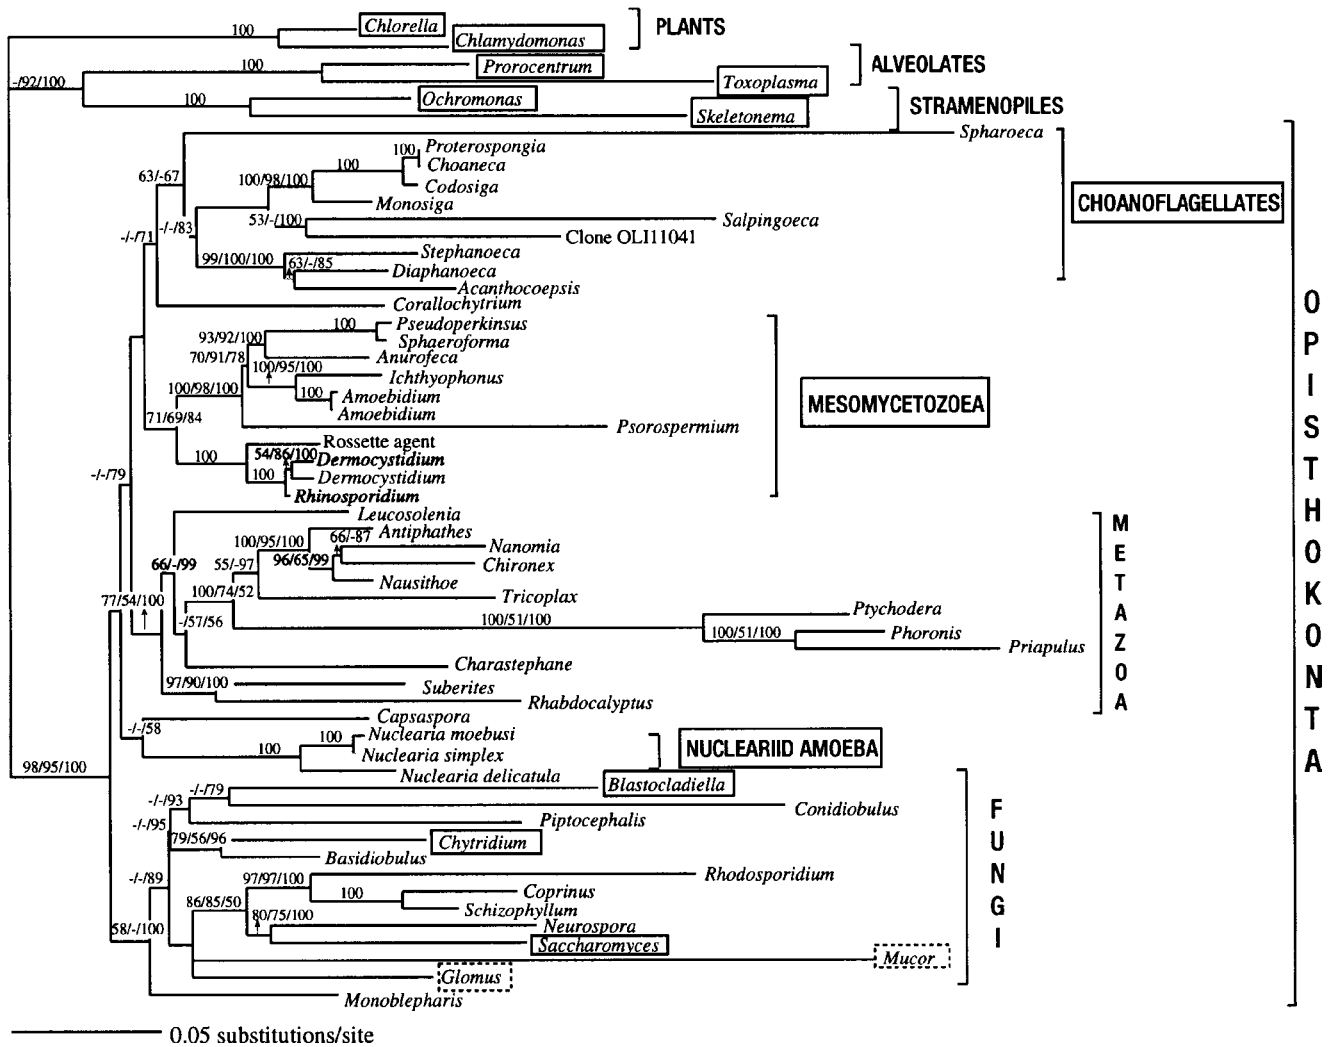 100
Chlorella
Chlamydomonas
PLANTS
-/92/100
100
Prorocentrum
Toxoplasma
ALVEOLATES
100
Ochromonas
Skeletonema
STRAMENOPILES
Spharoeca
63/-67
100
Proterospongia
Choaneca
100
Codosiga
100/98/100
Monosiga
CHOANOFLAGELLATES
-/-/83
53/-/100
Salpingoeca
Clone OLI11041
-/-/71
99/100/100
Stephanoeca
63/-/85
Diaphanoeca
Acanthocoepsis
Corallochytrium
100
Pseudoperkinsus
93/92/100
Sphaeroforma
70/91/78
Anurofeca
100/95/100
Ichthyophonus
100/98/100
100
Amoebidium
Amoebidium
MESOMYCETOZOEA
71/69/84
Psorospermium
Rossette agent
100
54/86/100
Dermocystidium
100
Dermocystidium
Rhinosporidium
-/-/79
Leucosolenia
Antiphathes
100/95/100
66/-87
Nanomia
66/-/99
55/-97
96/65/99
Chironex
Nausithoe
100/74/52
Tricoplax
77/54/100
-/57/56
100/51/100
Ptychodera
100/51/100
Phoronis
Priapulus
Charastephane
97/90/100
Suberites
Rhabdocalyptus
METAZOA
Capsaspora
-/-/58
100
Nuclearia moebusi
100
Nuclearia simplex
Nuclearia delicatula
NUCLEARIID AMOEBA
98/95/100
-/-/79
Blastocladiella
-/-/93
Conidiobulus
-/-/95
Piptocephalis
79/56/96
Chytridium
Basidiobulus
-/-/89
97/97/100
Rhodosporidium
86/85/50
100
Coprinus
Schizophyllum
80/75/100
Neurospora
58/-/100
Saccharomyces
Mucor
Glomus
Monoblepharis
FUNGI
OPISTHOKONTA
0.05 substitutions/site